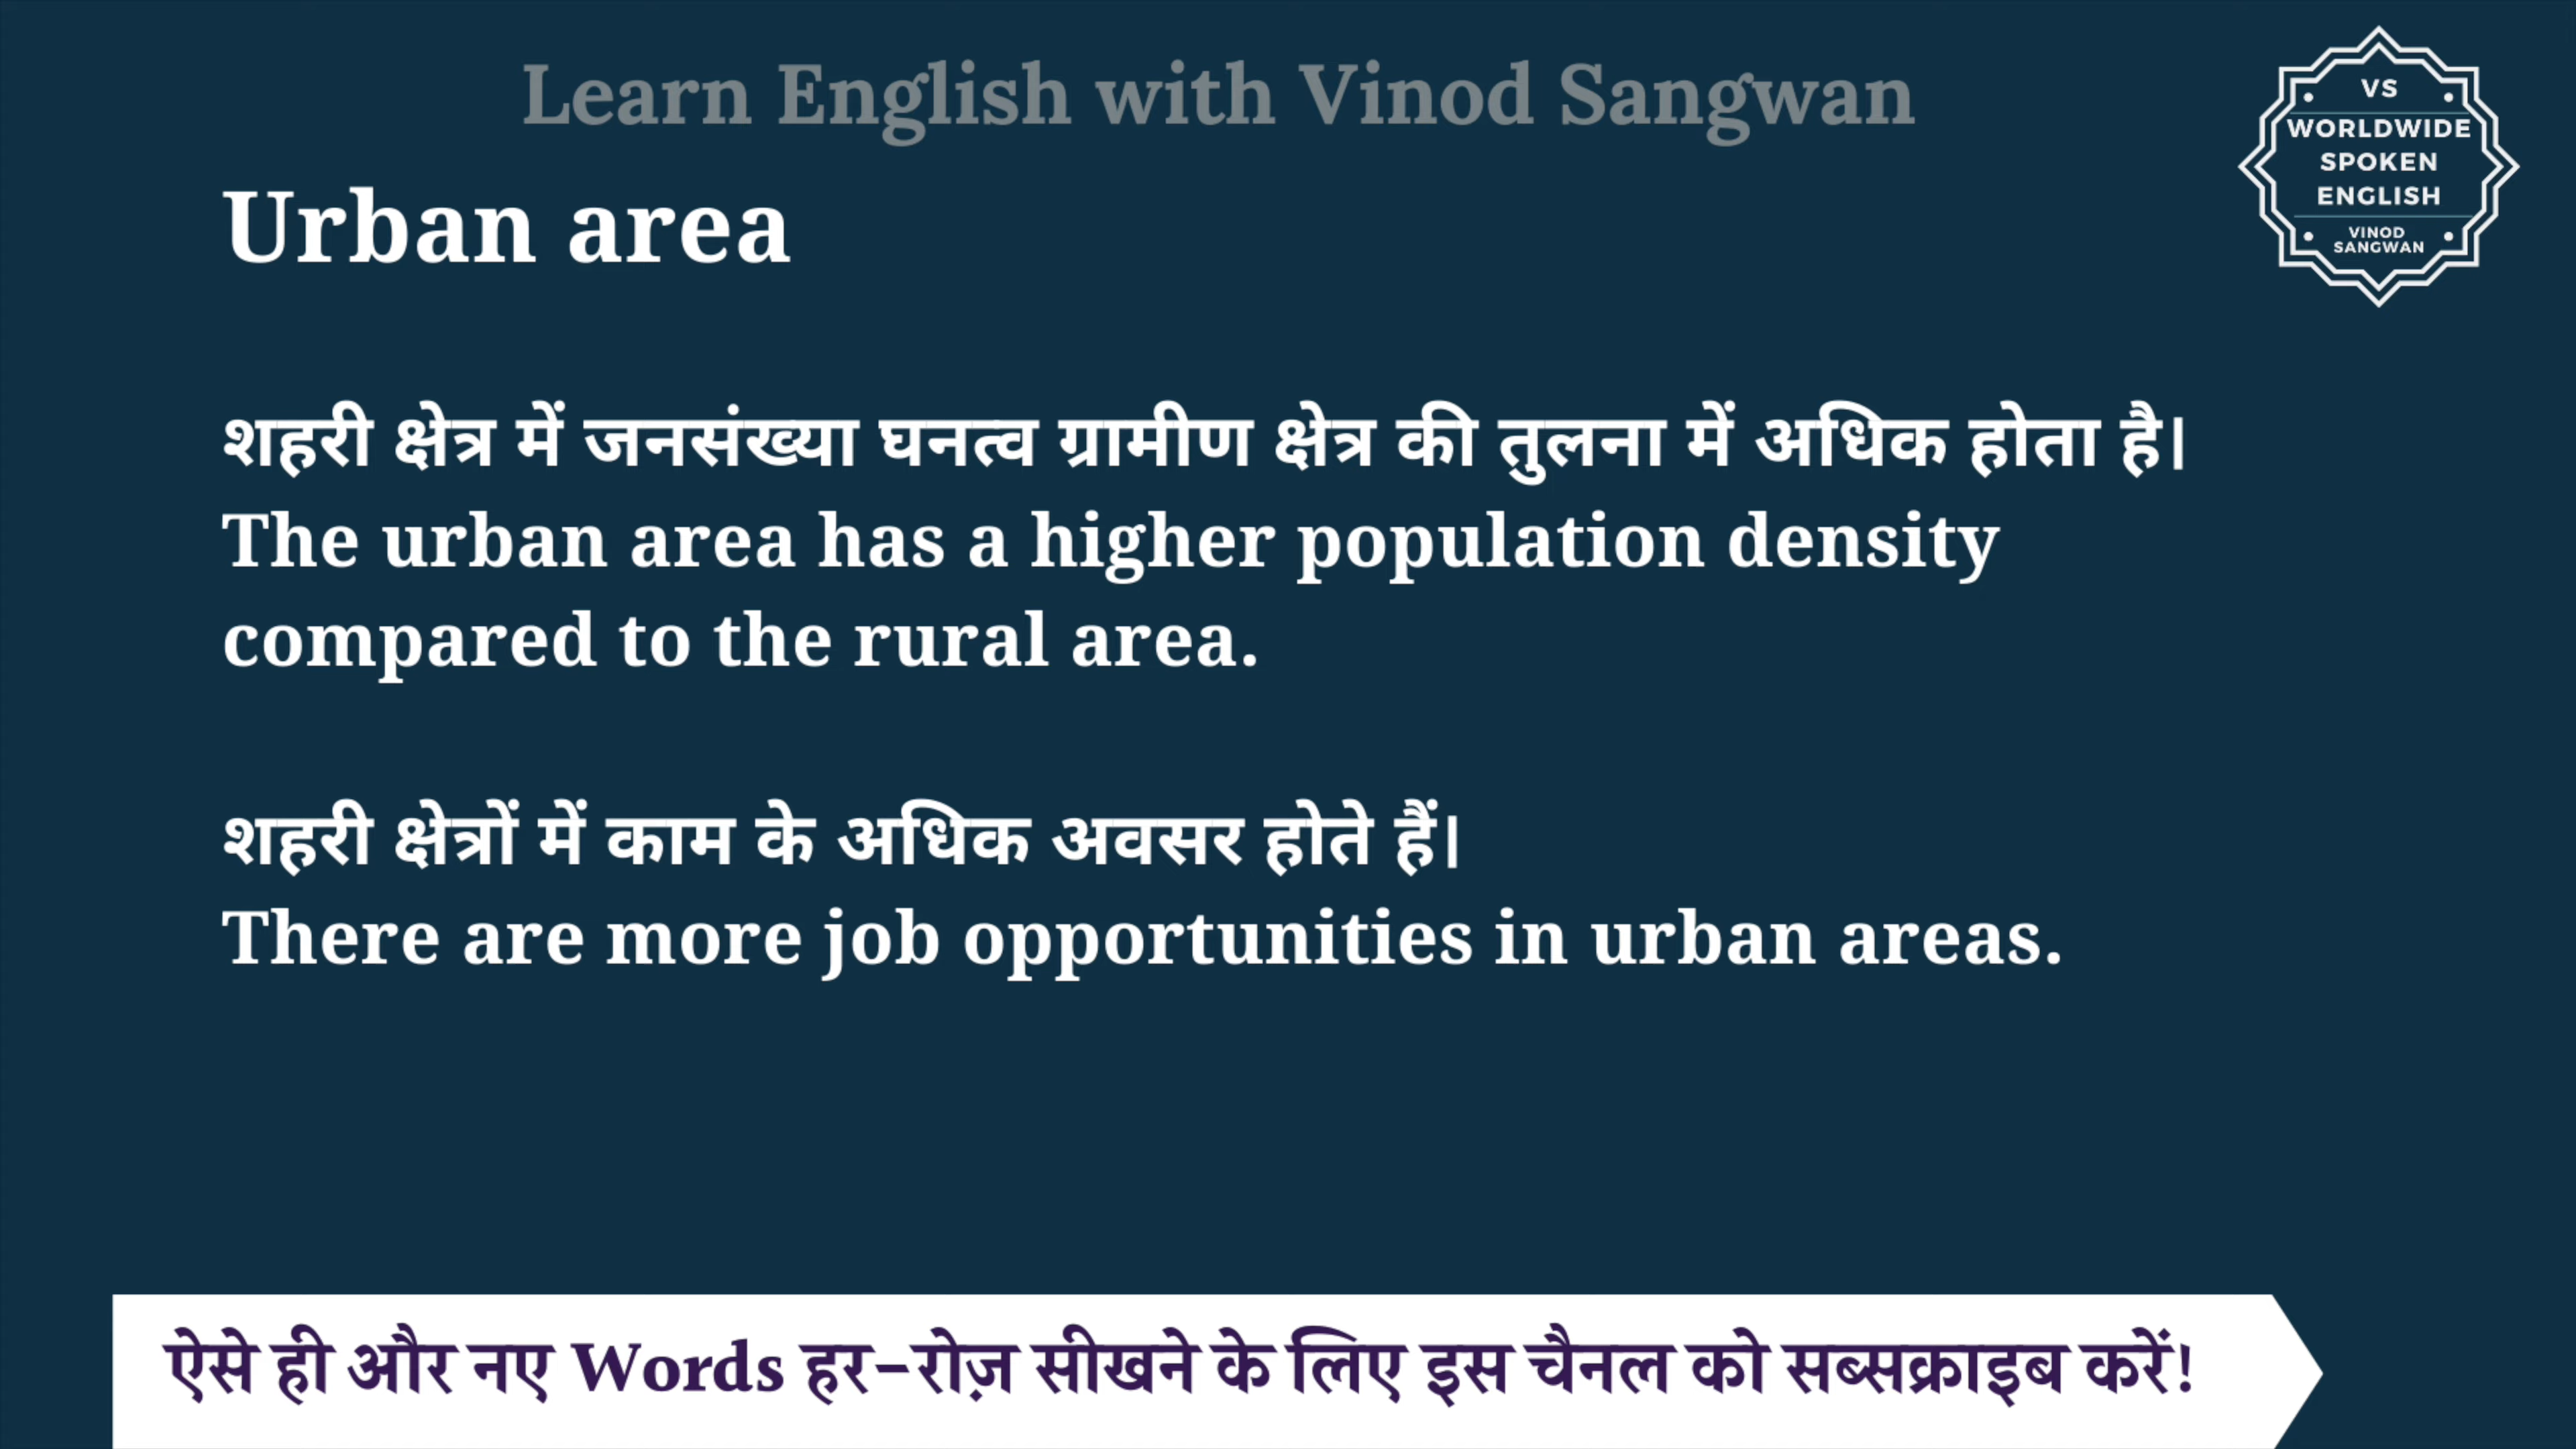 Learn English with Vinod Sangwan
VS
WORLDWIDE
SPOKEN
ENGLISH
VINOD
SANGWAN
Urban area
शहरी क्षेत्र में जनसंख्या घनत्व ग्रामीण क्षेत्र की तुलना में अधिक होता है।
The urban area has a higher population density
compared to the rural area.
शहरी क्षेत्रों में काम के अधिक अवसर होते हैं।
There are more job opportunities in urban areas.
ऐसे ही और नए Words हर-रोज़ सीखने के लिए इस चैनल को सब्सक्राइब करें!